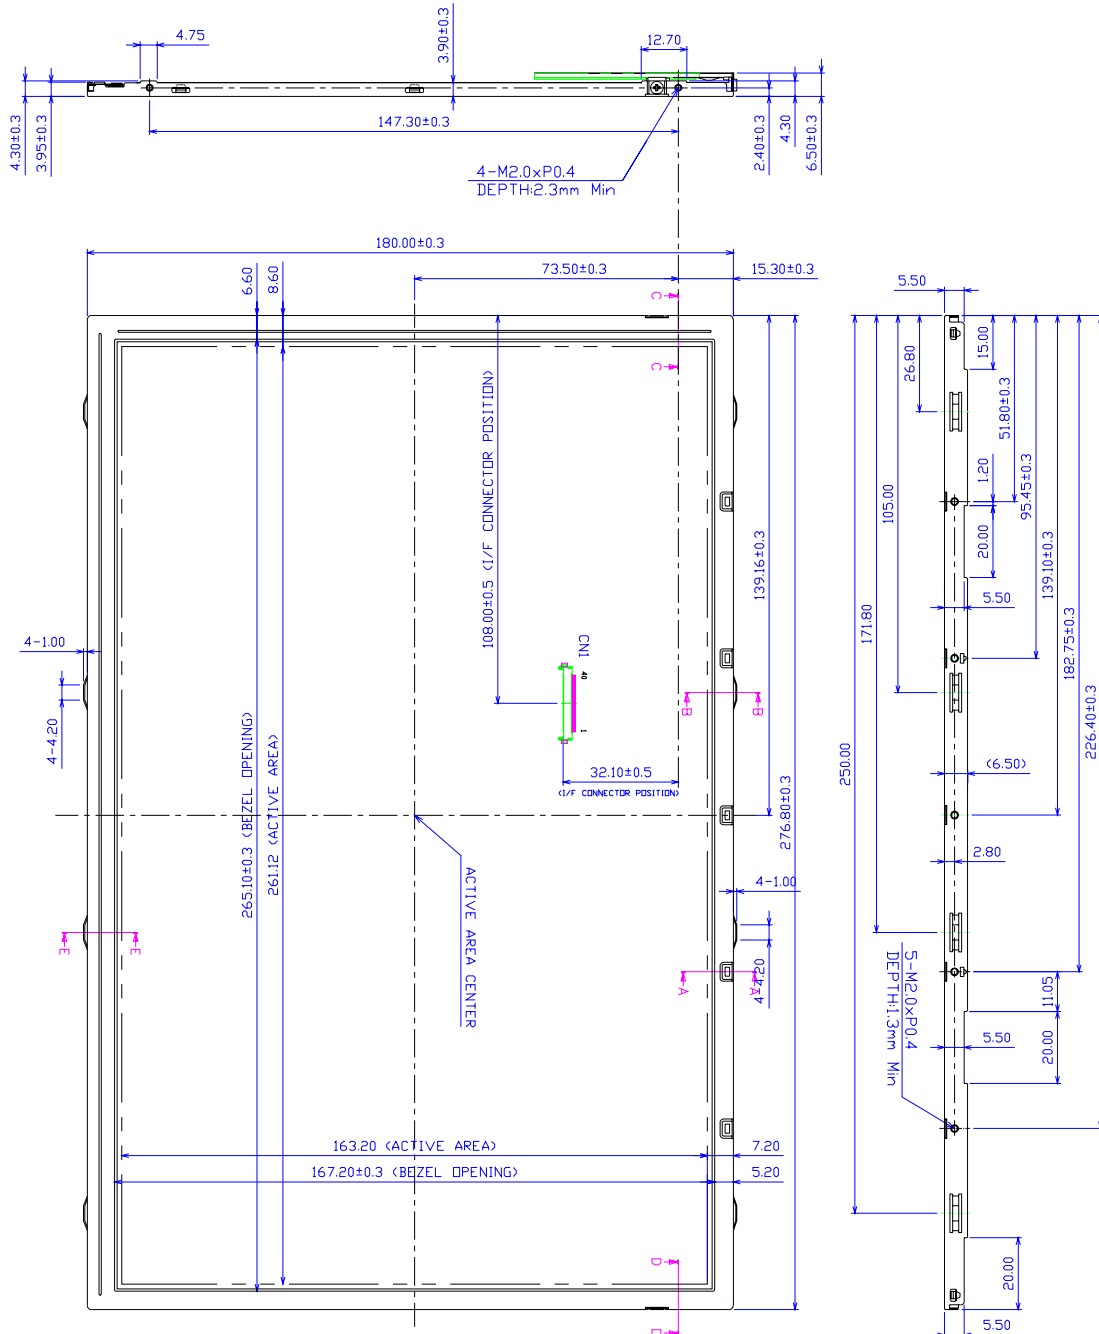 4.75
3.90±0.3
12.70
4.30±0.3
3.95±0.3
147.30±0.3
2.40±0.3
4.30
6.50±0.3
4-M2.0xP0.4
DEPTH:2.3mm Min
180.00±0.3
6.60
8.60
73.50±0.3
15.30±0.3
C
C
5.50
15.00
26.80
51.80±0.3
108.00±0.5 (I/F CONNECTOR POSITION)
95.45±0.3
1.20
105.00
20.00
139.16±0.3
139.10±0.3
5.50
171.80
182.75±0.3
4-1.00
CN1
40
1
B
B
226.40±0.3
4-4.20
265.10±0.3 (BEZEL OPENING)
261.12 (ACTIVE AREA)
32.10±0.5
(I/F CONNECTOR POSITION)
250.00
(6.50)
276.80±0.3
2.80
ACTIVE AREA CENTER
4-1.00
E
E
4-4.20
A
A
5-M2.0xP0.4
DEPTH:1.3mm Min
11.05
5.50
20.00
163.20 (ACTIVE AREA)
7.20
167.20±0.3 (BEZEL OPENING)
5.20
D
20.00
5.50